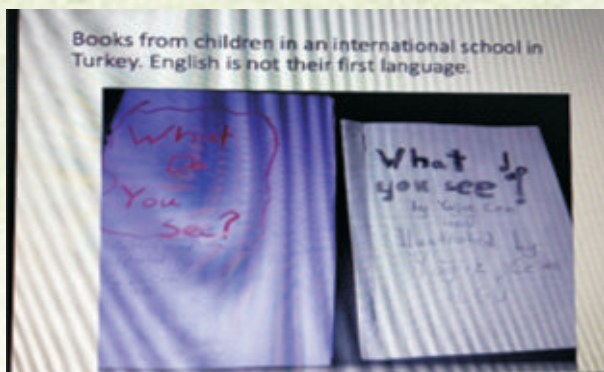 Books from children in an international school in
Turkey. English is not their first language.
What
Do
You
See?
What do
you see?
by
Illustrated by